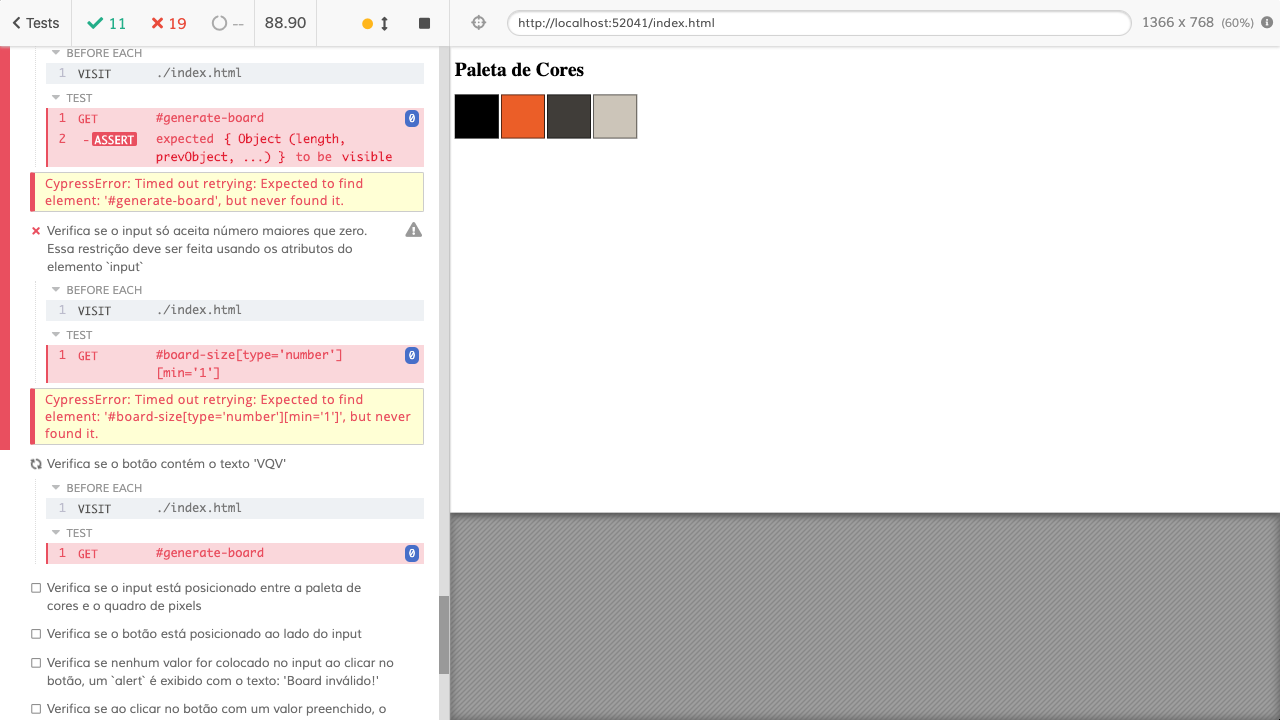 Tests 11 19 -- 88.90 http://localhost:52041/index.html 1366 x 768 (60%)
BEFORE EACH
1 VISIT ./index.html
TEST
1 GET #generate-board 0
2 -ASSERT expected { Object (length,
prevObject, ...) } to be visible
CypressError: Timed out retrying: Expected to find
element: '#generate-board', but never found it.
Verifica se o input só aceita número maiores que zero.
Essa restrição deve ser feita usando os atributos do
elemento `input`
BEFORE EACH
1 VISIT ./index.html
TEST
1 GET #board-size[type='number'] 0
[min='1']
CypressError: Timed out retrying: Expected to find
element: '#board-size[type='number'][min='1']', but never
found it.
Verifica se o botão contém o texto 'VQV'
BEFORE EACH
1 VISIT ./index.html
TEST
1 GET #generate-board 0
Verifica se o input está posicionado entre a paleta de
cores e o quadro de pixels
Verifica se o botão está posicionado ao lado do input
Verifica se nenhum valor for colocado no input ao clicar no
botão, um `alert` é exibido com o texto: 'Board inválido!'
Verifica se ao clicar no botão com um valor preenchido, o
Paleta de Cores